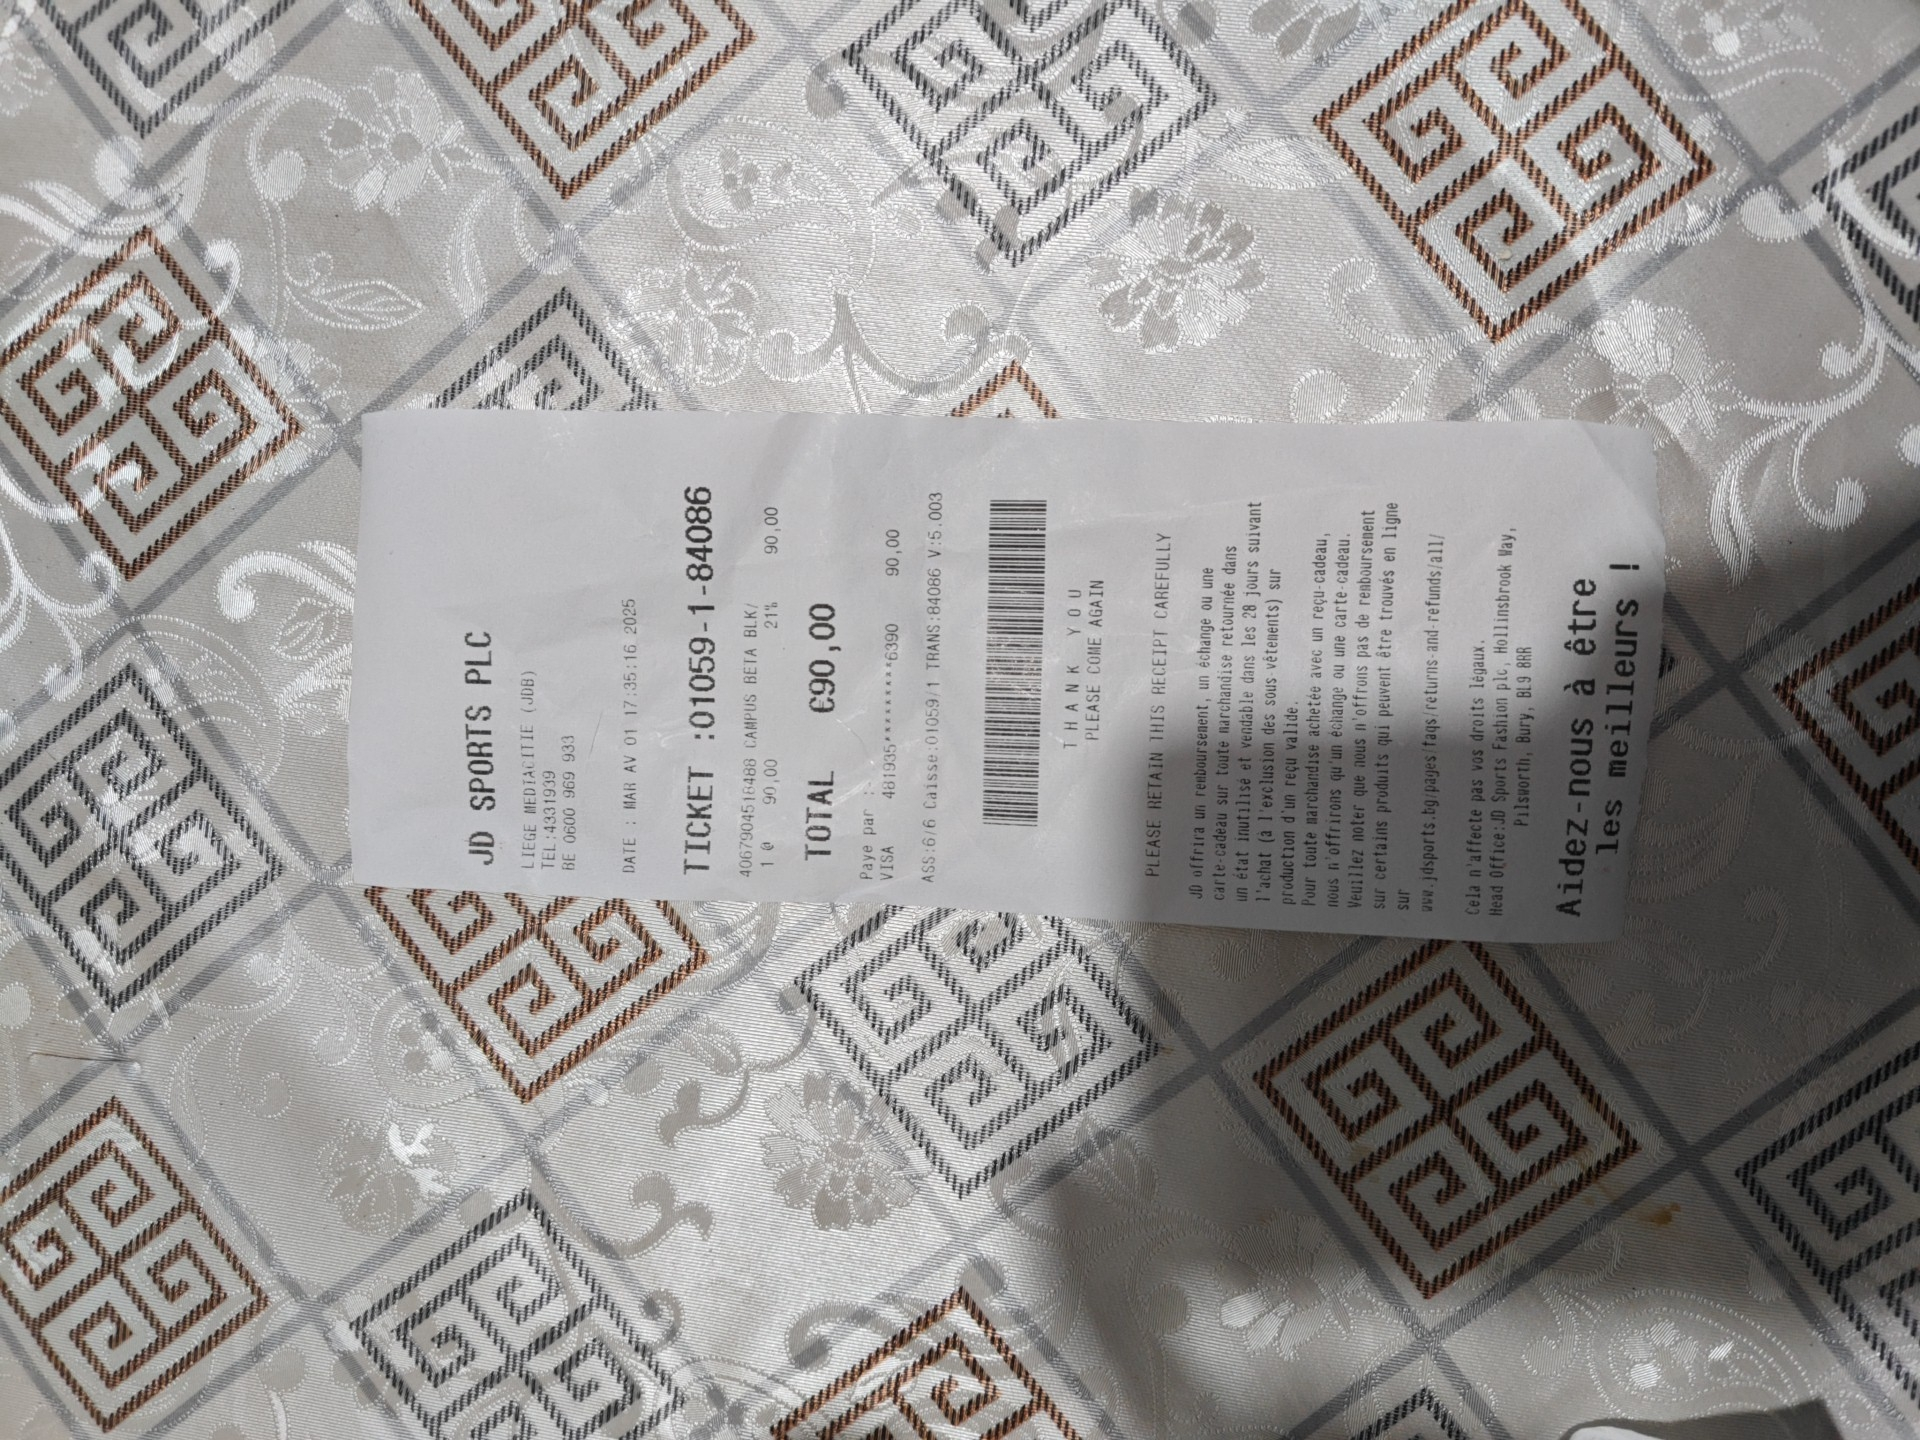 JD SPORTS PLC
LIEGE MEDIACITIE (JDB)
TEL:4331939
BE 0600 969 933
DATE : MAR AV 01 17:35:16 2025
TICKET :01059-1-84086
4067904518488 CAMPUS BETA BLK/
1 @ 90,00 21% 90,00
TOTAL €90,00
Paye par :-
VISA 481935**********6390 90,00
ASS:6/6 Caisse:01059/1 TRANS:84086 V:5.003
T H A N K Y O U
PLEASE COME AGAIN
PLEASE RETAIN THIS RECEIPT CAREFULLY
JD offrira un remboursement, un échange ou une
carte-cadeau sur toute marchandise retournée dans
un état inutilisé et vendable dans les 28 jours suivant
l'achat (à l'exclusion des sous vêtements) sur
production d'un reçu valide.
Pour toute marchandise achetée avec un reçu-cadeau,
nous n'offrirons qu'un échange ou une carte-cadeau.
Veuillez noter que nous n'offrons pas de remboursement
sur certains produits qui peuvent être trouvés en ligne
sur
www.jdsports.bg/pages/faqs/returns-and-refunds/all/
Cela n'affecte pas vos droits légaux.
Head Office:JD Sports Fashion plc, Hollinsbrook Way,
Pilsworth, Bury, BL9 8RR
Aidez-nous à être
les meilleurs !